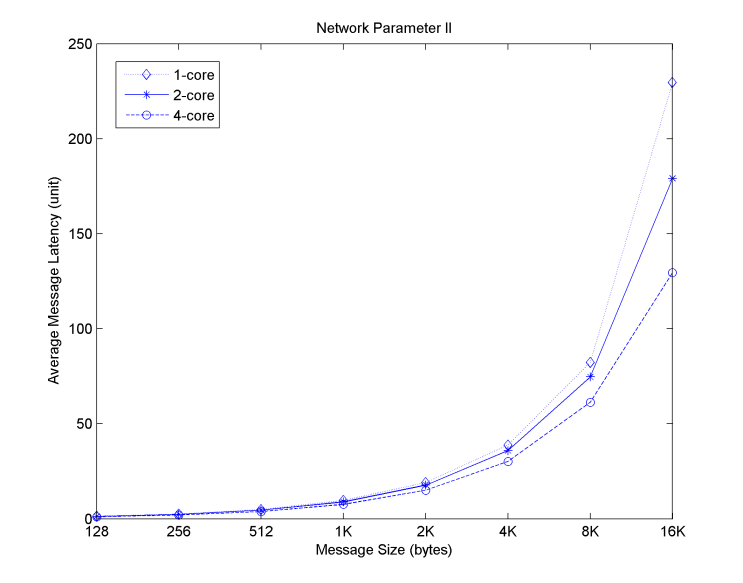 Network Parameter II
250
200
150
100
50
0
1-core
2-core
4-core
Average Message Latency (unit)
128 256 512 1K 2K 4K 8K 16K
Message Size (bytes)